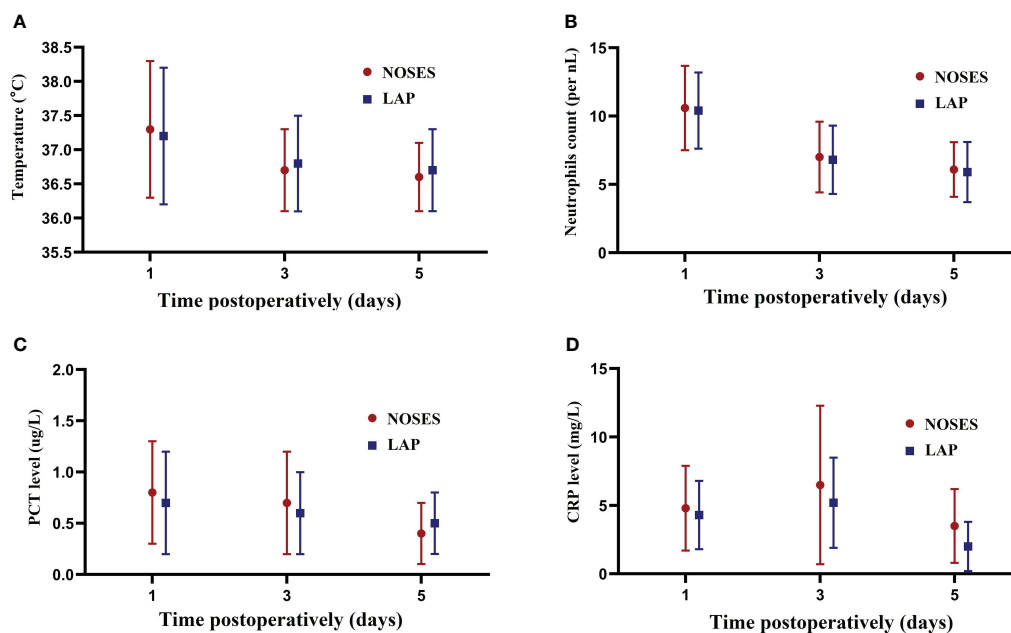 A
Temperature (°C)
38.5
38.0
37.5
37.0
36.5
36.0
35.5
NOSES
LAP
1 3 5
Time postoperatively (days)
B
Neutrophils count (per nL)
15
10
5
0
NOSES
LAP
1 3 5
Time postoperatively (days)
C
PCT level (ug/L)
2.0
1.5
1.0
0.5
0.0
NOSES
LAP
1 3 5
Time postoperatively (days)
D
CRP level (mg/L)
15
10
5
0
NOSES
LAP
1 3 5
Time postoperatively (days)